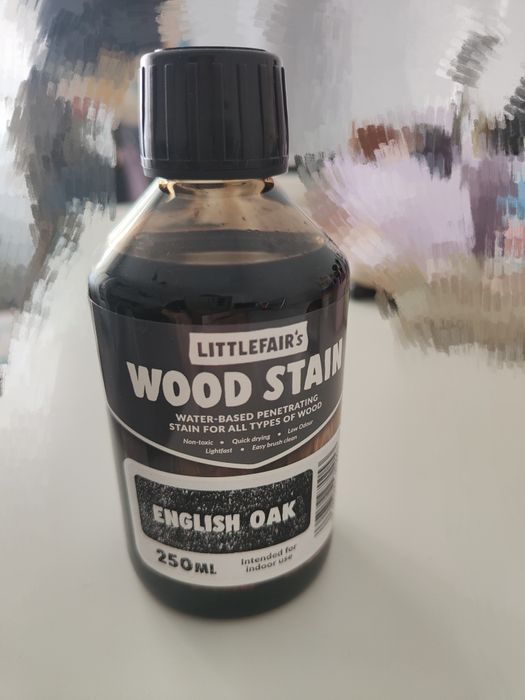 LITTLEFAIR'S
WOOD STAIN
WATER-BASED PENETRATING
STAIN FOR ALL TYPES OF WOOD
Non-toxic • Quick drying • Low Odour
Lightfast • Easy brush clean
ENGLISH OAK
250ML
Intended for
indoor use